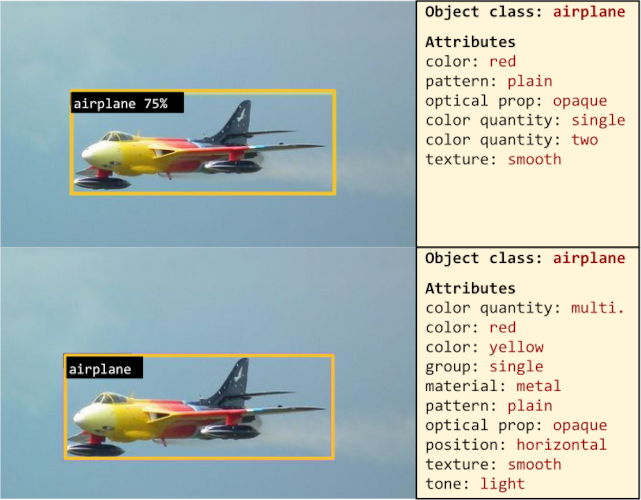 airplane 75%
Object class: airplane
Attributes
color: red
pattern: plain
optical prop: opaque
color quantity: single
color quantity: two
texture: smooth
airplane
Object class: airplane
Attributes
color quantity: multi.
color: red
color: yellow
group: single
material: metal
pattern: plain
optical prop: opaque
position: horizontal
texture: smooth
tone: light